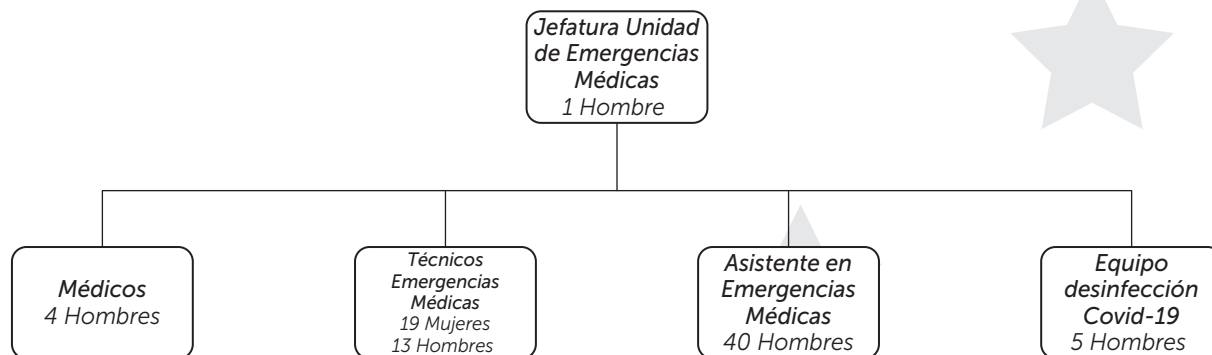 Jefatura Unidad
de Emergencias
Médicas
1 Hombre
Médicos
4 Hombres
Técnicos
Emergencias
Médicas
19 Mujeres
13 Hombres
Asistente en
Emergencias
Médicas
40 Hombres
Equipo
desinfección
Covid-19
5 Hombres